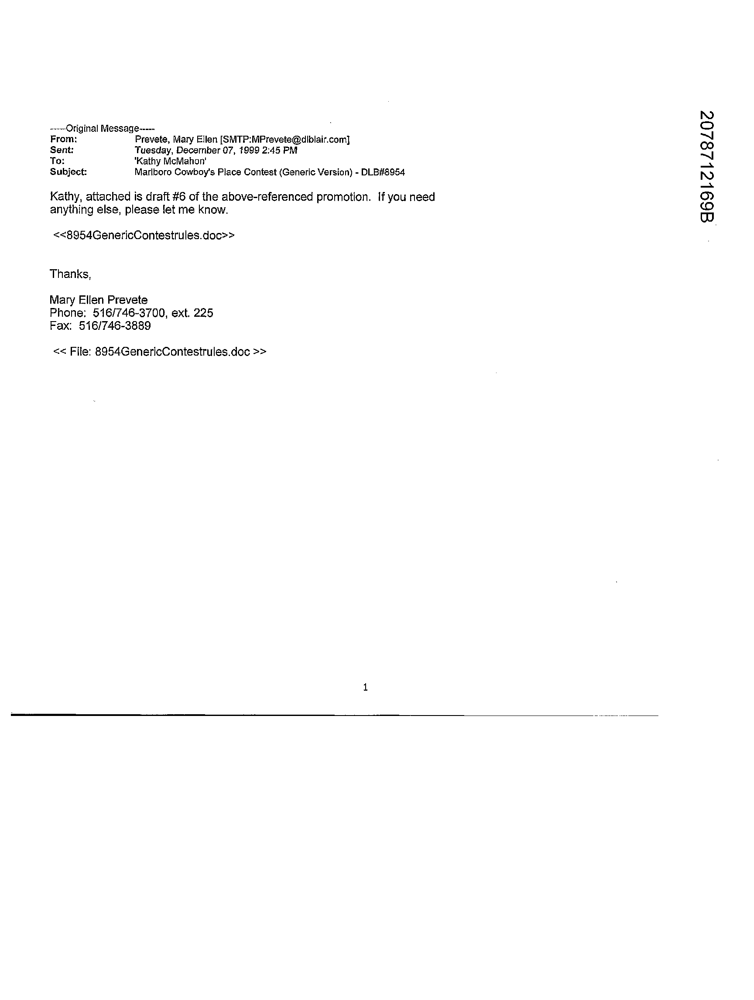 -----Original Message-----
From: Prevete, Mary Ellen [SMTP:MPrevete@dlblair.com]
Sent: Tuesday, December 07, 1999 2:45 PM
To: 'Kathy McMahon'
Subject: Marlboro Cowboy's Place Contest (Generic Version) - DLB#8954
Kathy, attached is draft #6 of the above-referenced promotion. If you need
anything else, please let me know.
<<8954GenericContestrules.doc>>
Thanks,
Mary Ellen Prevete
Phone: 516/746-3700, ext. 225
Fax: 516/746-3889
<< File: 8954GenericContestrules.doc >>
1
2078712169B